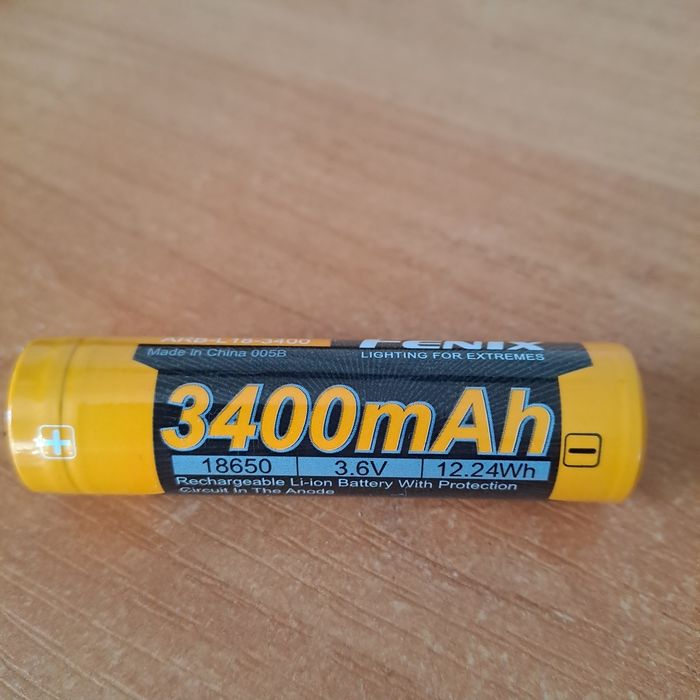 ARB-L18-3400
FENIX
Made in China 005B
LIGHTING FOR EXTREMES
3400mAh
18650 3.6V 12.24Wh
Rechargeable Li-ion Battery With Protection
Circuit In The Anode
+
-